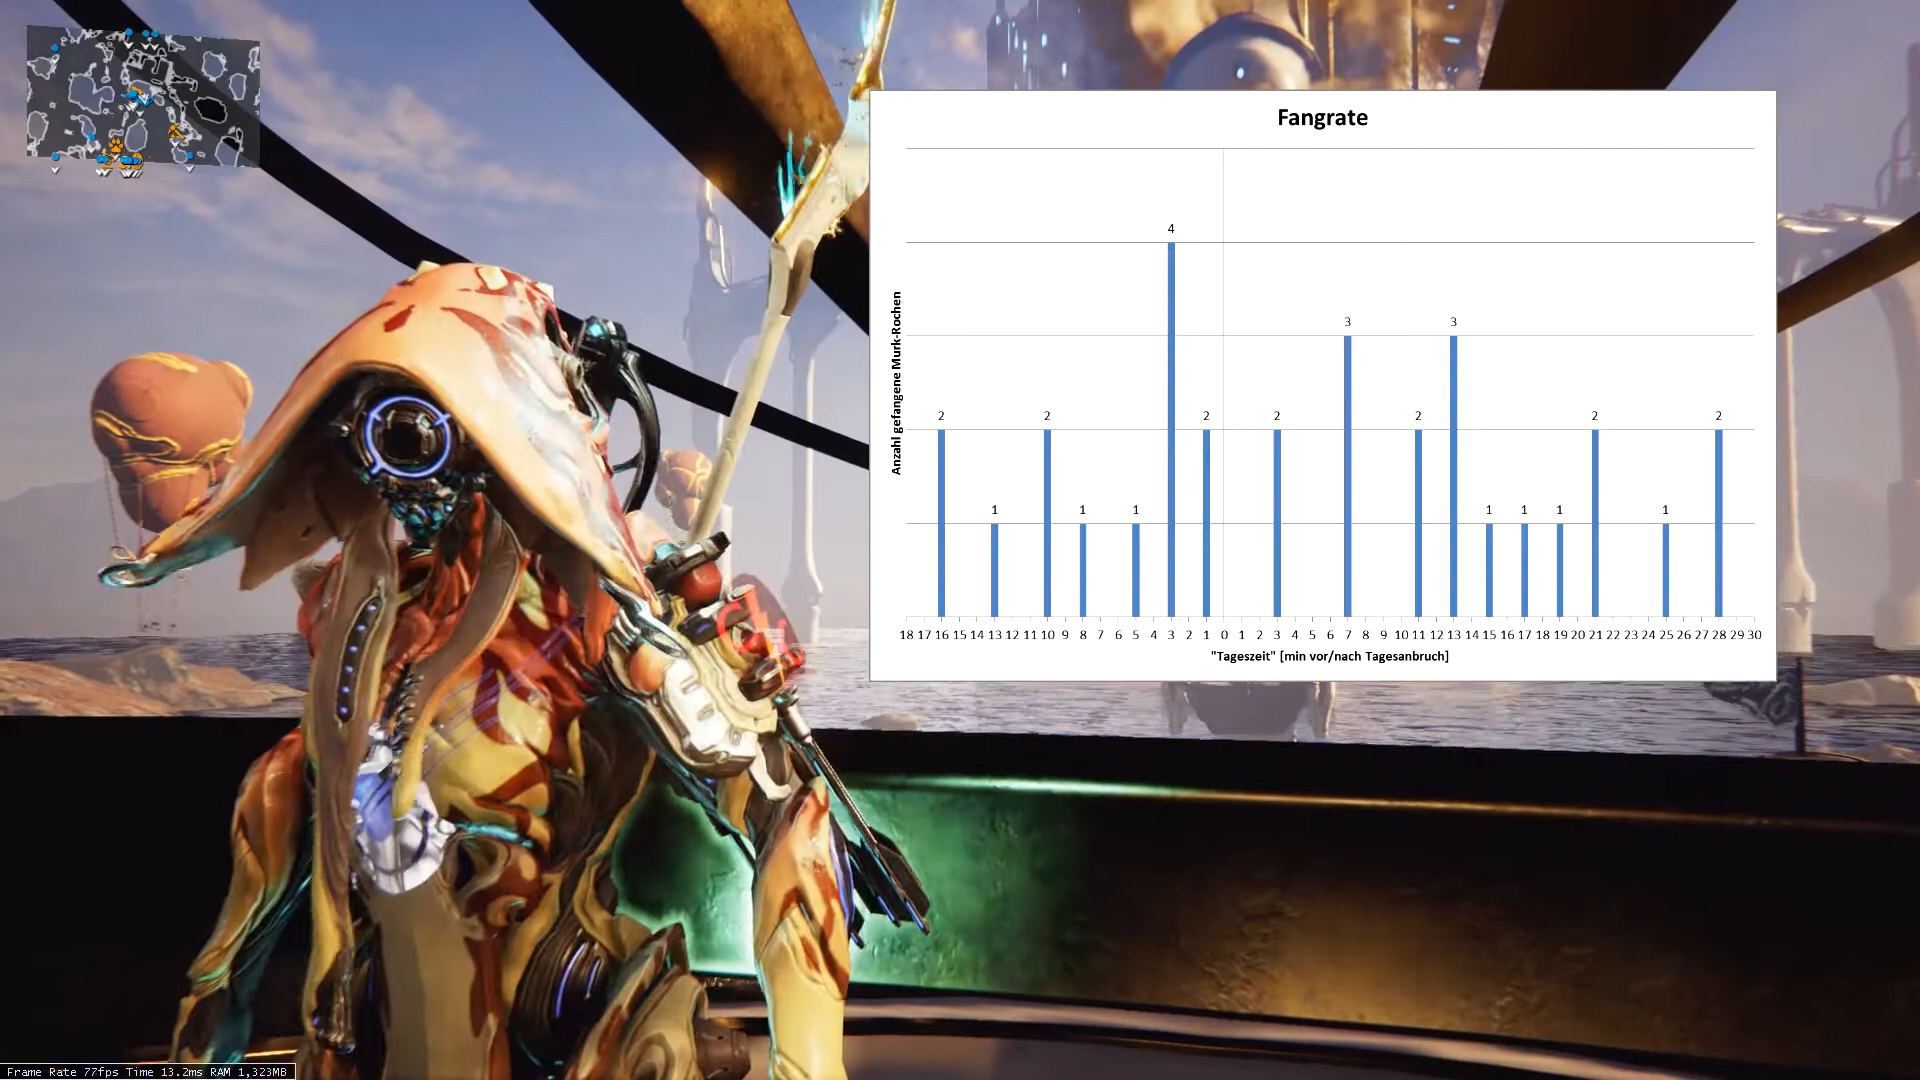 Fangrate
4
3 3
2 2 2 2 2 2 2
1 1 1 1 1 1 1
Anzahl gefangene Murk-Rochen
18 17 16 15 14 13 12 11 10 9 8 7 6 5 4 3 2 1 0 1 2 3 4 5 6 7 8 9 10 11 12 13 14 15 16 17 18 19 20 21 22 23 24 25 26 27 28 29 30
"Tageszeit" [min vor/nach Tagesanbruch]
Frame Rate 77fps Time 13.2ms RAM 1,323MB